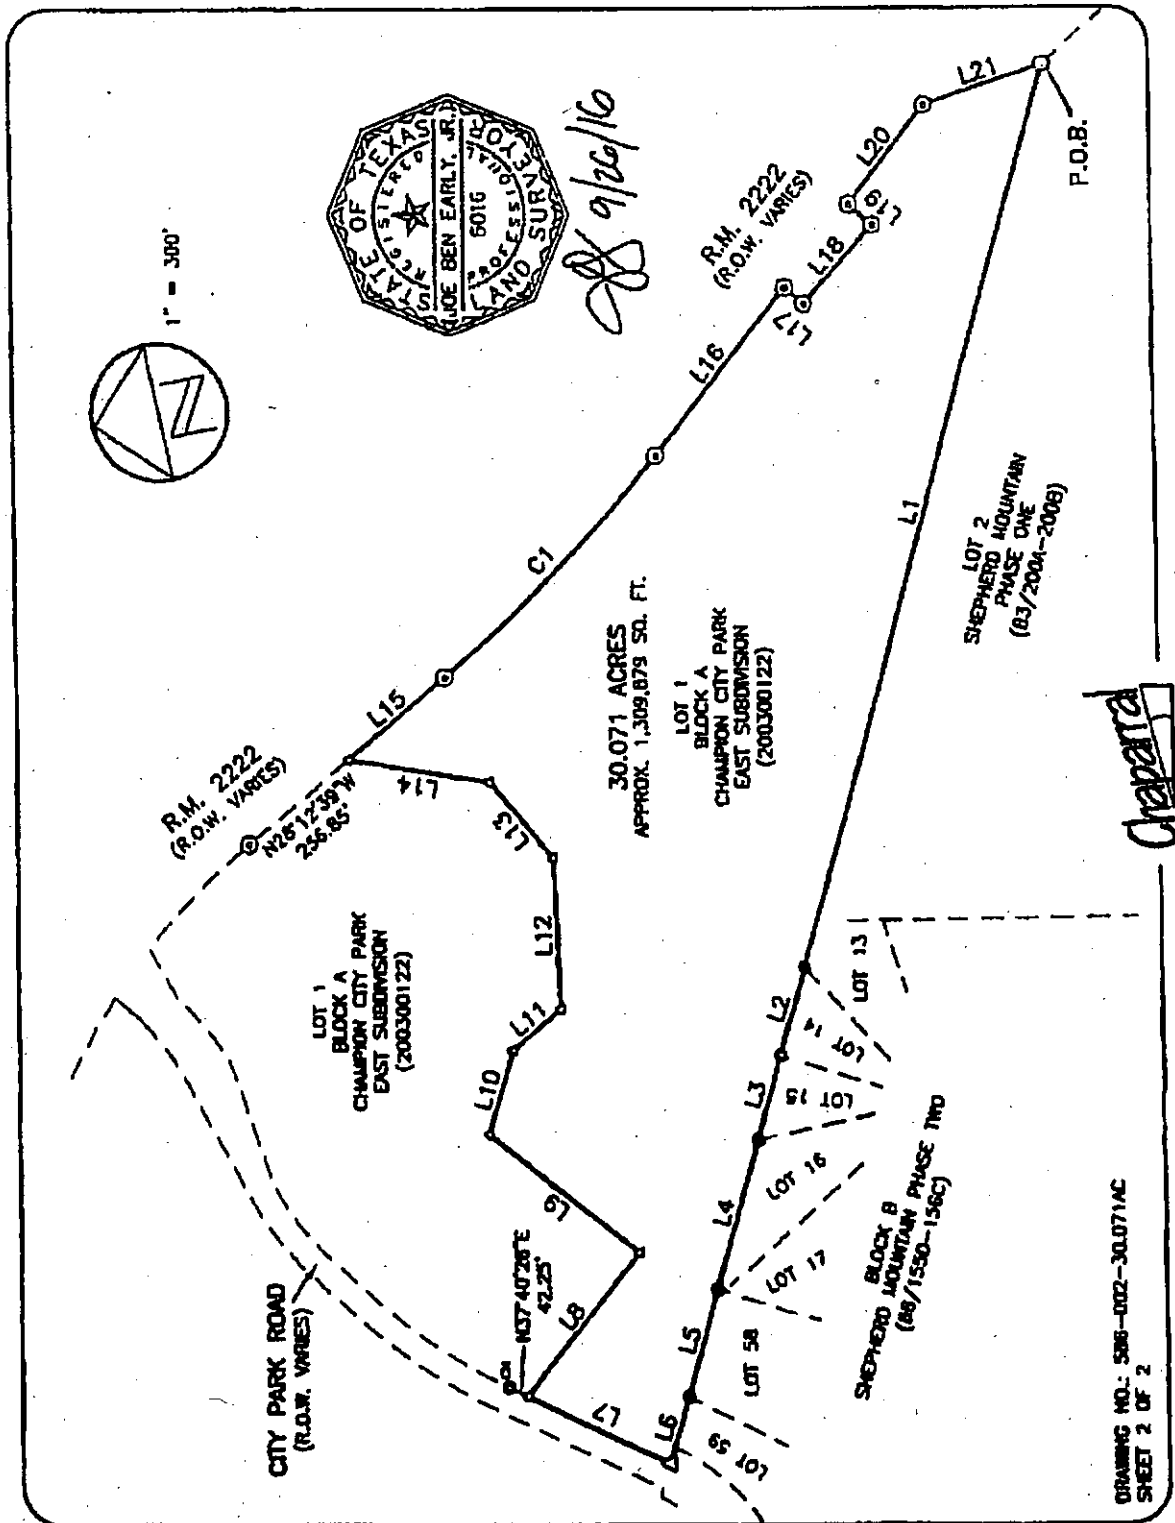 1" = 300'
STATE OF TEXAS
REGISTERED
JOE BEN EARLY, JR.
6016
PROFESSIONAL
LAND SURVEYOR
9/26/16
R.M. 2222
(R.O.W. VARIES)
R.M. 2222
(R.O.W. VARIES)
N28°12'39"W
256.85'
CITY PARK ROAD
(R.O.W. VARIES)
N37°40'26"E
42.25'
LOT 1
BLOCK A
CHAMPION CITY PARK
EAST SUBDIVISION
(200300122)
30.071 ACRES
APPROX. 1,309,879 SQ. FT.
LOT 1
BLOCK A
CHAMPION CITY PARK
EAST SUBDIVISION
(200300122)
L1
L2
L3
L4
L5
L6
L7
L8
L9
L10
L11
L12
L13
L14
L15
C1
L16
L17
L18
L19
L20
L21
P.O.B.
LOT 2
SHEPHERD MOUNTAIN
PHASE ONE
(83/200A-200B)
LOT 13
LOT 14
LOT 15
LOT 16
LOT 17
LOT 58
LOT 59
BLOCK B
SHEPHERD MOUNTAIN PHASE TWO
(86/155D-156C)
Chaparral
DRAWING NO.: 586-002-30.071AC
SHEET 2 OF 2